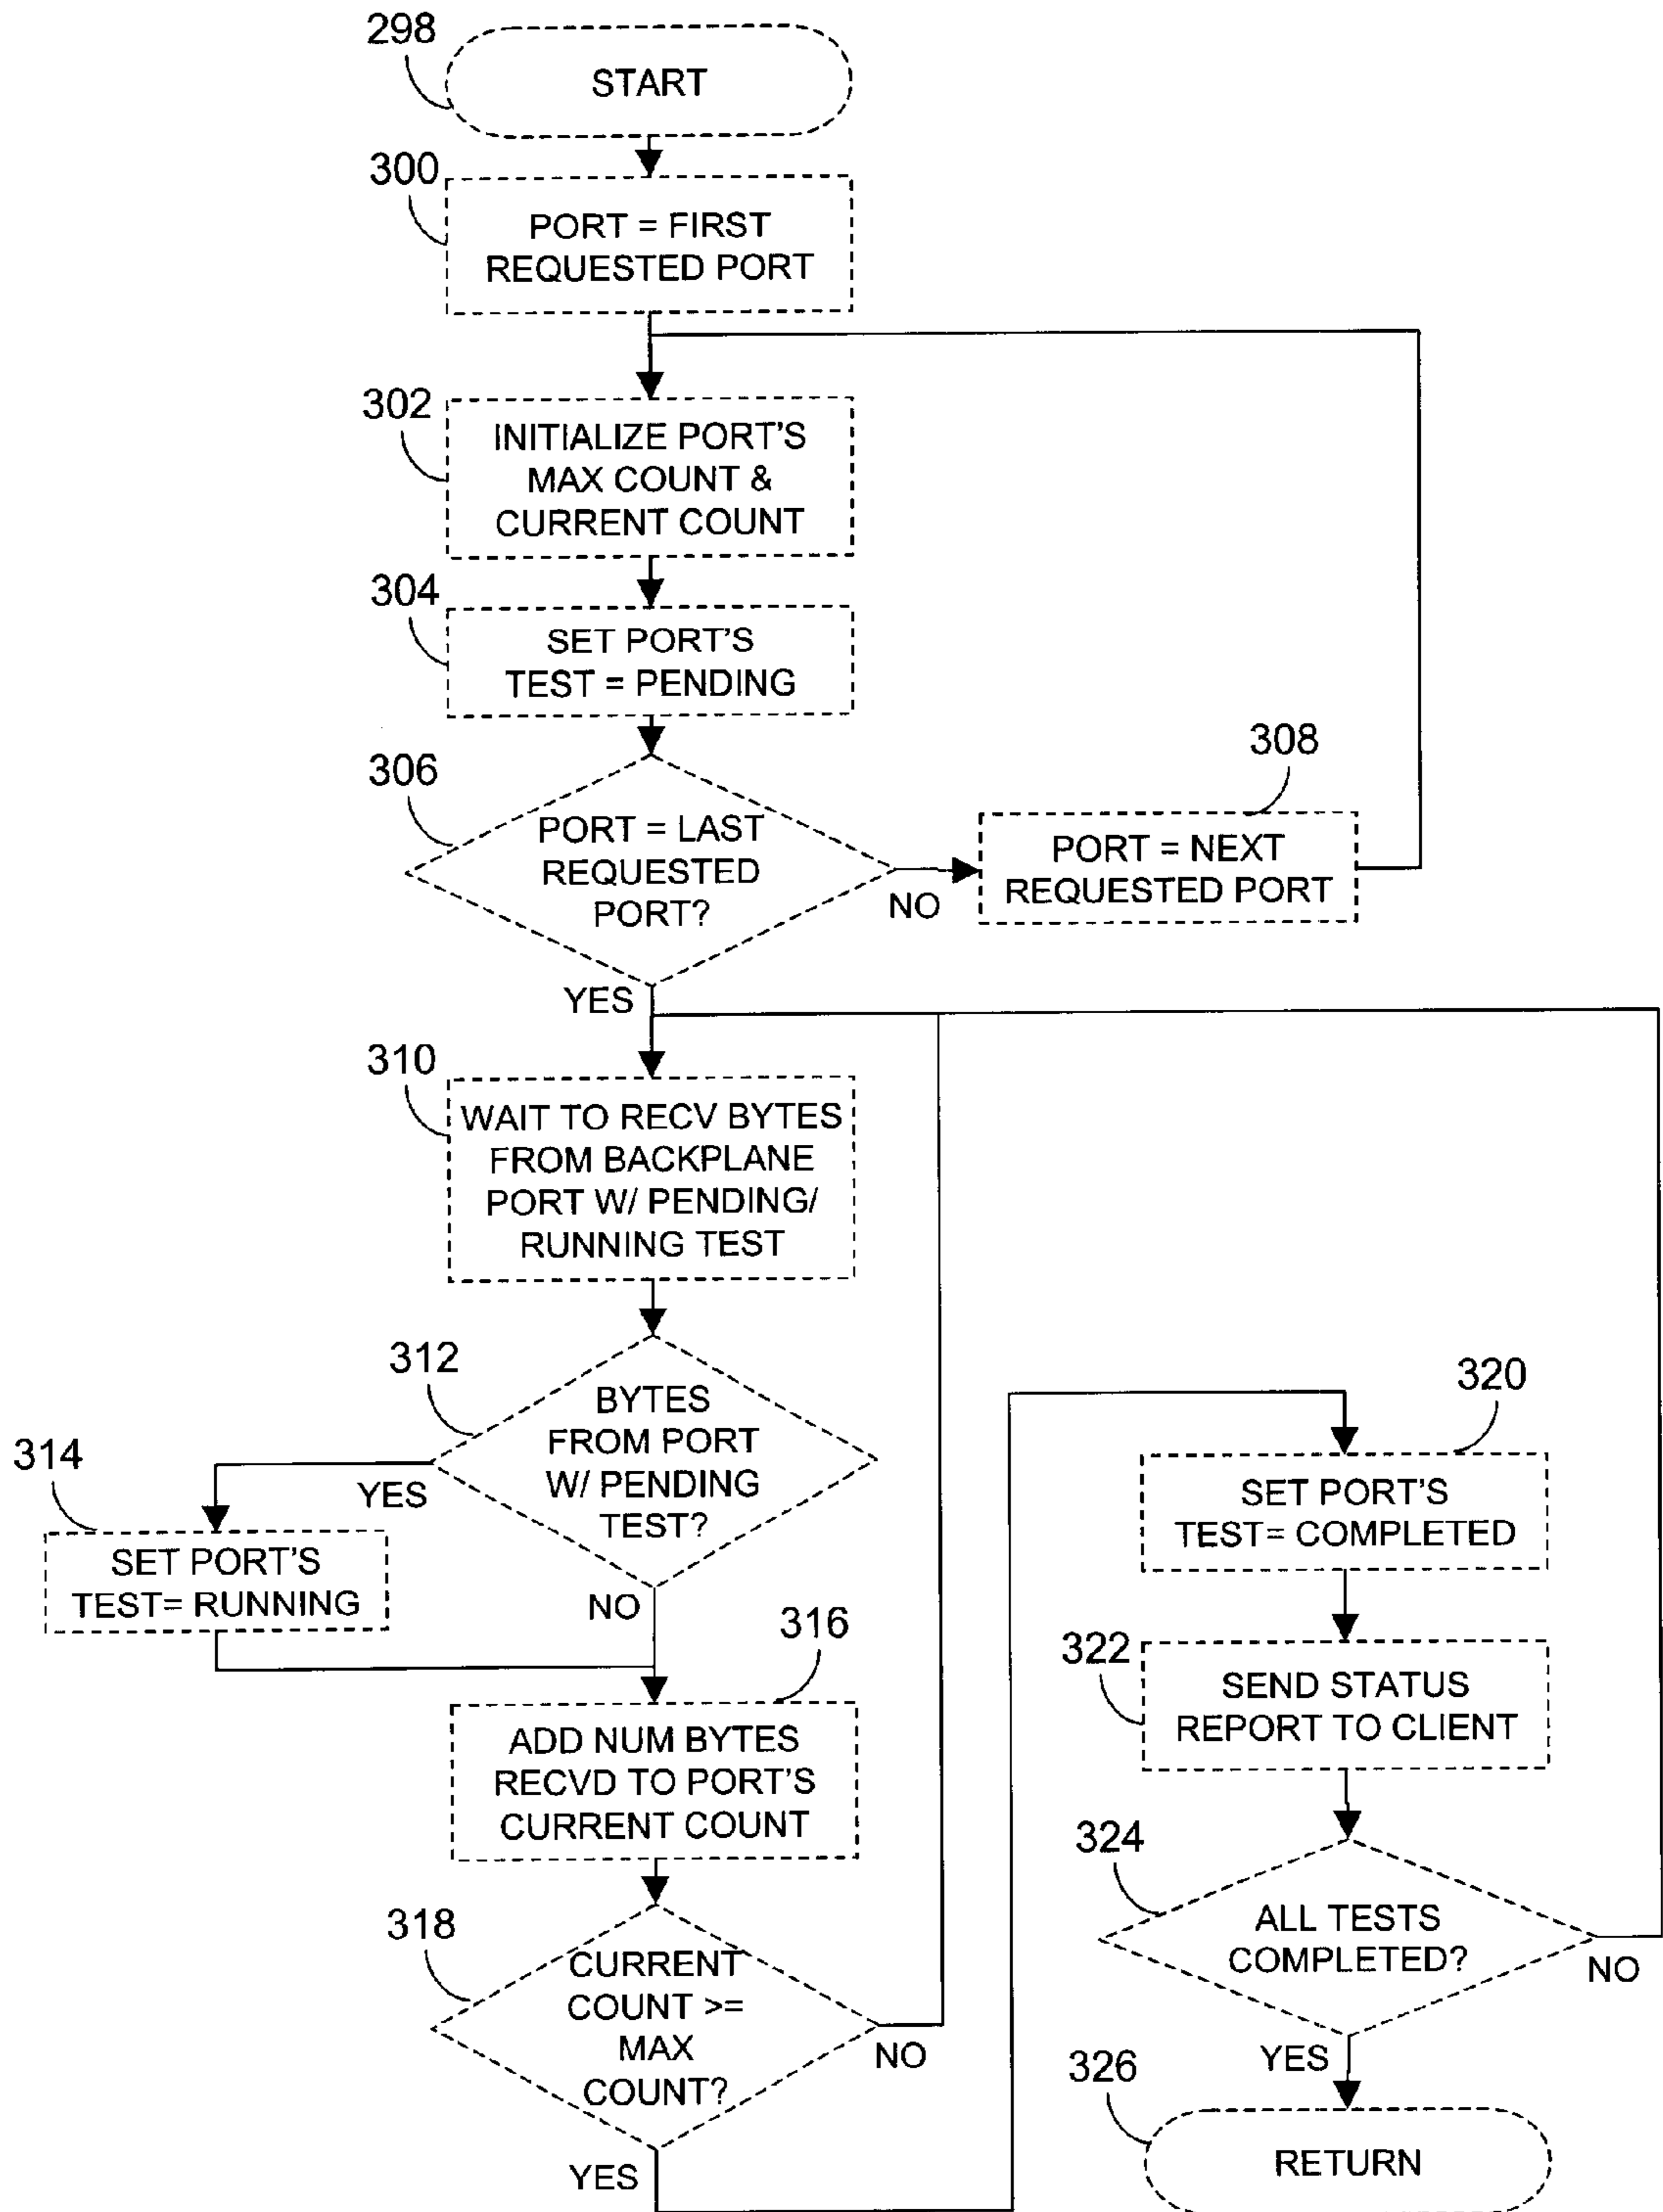 298
START
300
PORT = FIRST
REQUESTED PORT
302
INITIALIZE PORT'S
MAX COUNT &
CURRENT COUNT
304
SET PORT'S
TEST = PENDING
306
PORT = LAST
REQUESTED
PORT?
NO
308
PORT = NEXT
REQUESTED PORT
YES
310
WAIT TO RECV BYTES
FROM BACKPLANE
PORT W/ PENDING/
RUNNING TEST
312
BYTES
FROM PORT
W/ PENDING
TEST?
YES
314
SET PORT'S
TEST= RUNNING
NO
316
ADD NUM BYTES
RECVD TO PORT'S
CURRENT COUNT
318
CURRENT
COUNT >=
MAX
COUNT?
NO
YES
320
SET PORT'S
TEST= COMPLETED
322
SEND STATUS
REPORT TO CLIENT
324
ALL TESTS
COMPLETED?
NO
YES
326
RETURN